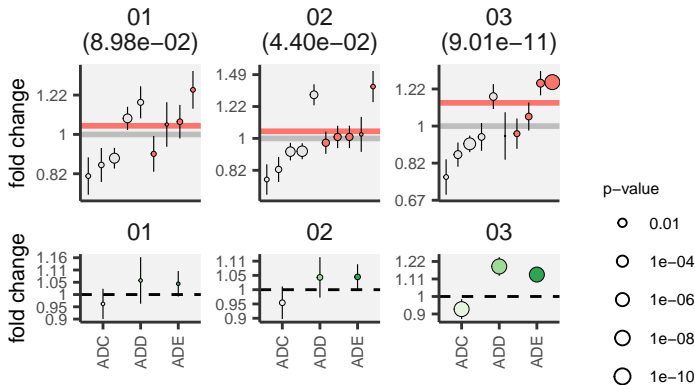 01
(8.98e−02)
02
(4.40e−02)
03
(9.01e−11)
fold change
1.22
1
0.82
1.49
1.22
1
0.82
1.22
1
0.82
0.67
01
02
03
fold change
1.16
1.11
1.05
1
0.95
0.9
1.11
1.05
1
0.95
0.9
1.22
1.11
1
0.9
ADC
ADD
ADE
ADC
ADD
ADE
ADC
ADD
ADE
p−value
0.01
1e−04
1e−06
1e−08
1e−10